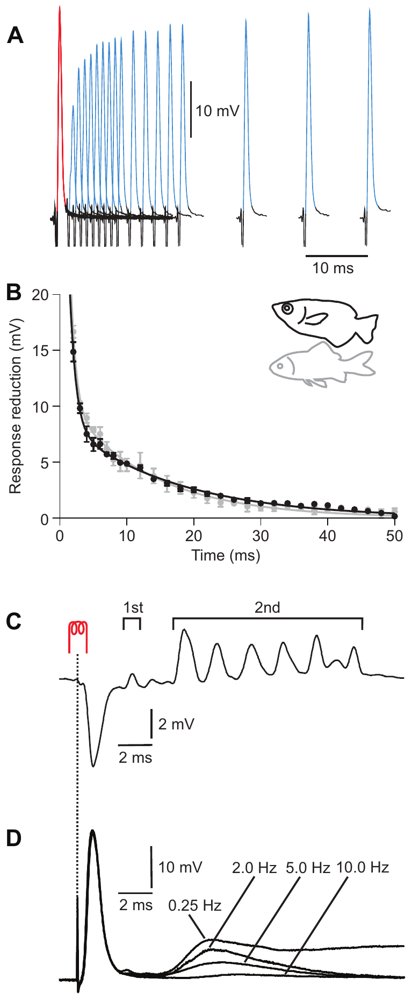 A
10 mV
10 ms
B
20
15
10
5
0
Response reduction (mV)
0 10 20 30 40 50
Time (ms)
C
1st 2nd
2 mV
2 ms
D
10 mV
2 ms
2.0 Hz 5.0 Hz 10.0 Hz
0.25 Hz